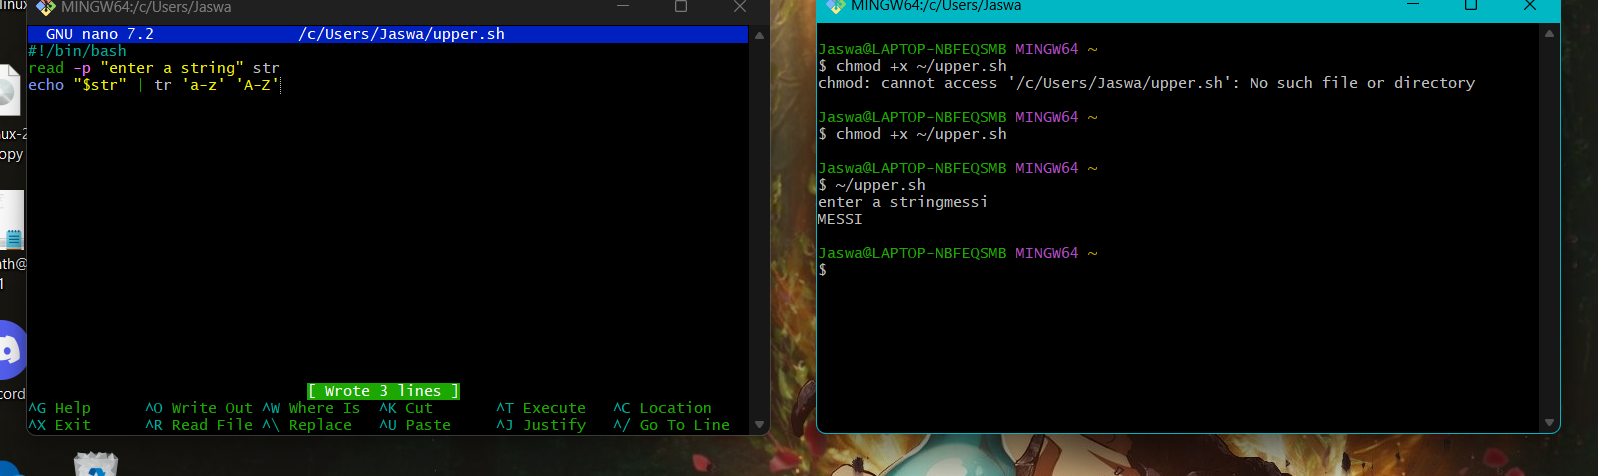 linux
MINGW64:/c/Users/Jaswa
GNU nano 7.2 /c/Users/Jaswa/upper.sh
#!/bin/bash
read -p "enter a string" str
echo "$str" | tr 'a-z' 'A-Z'
[ Wrote 3 lines ]
^G Help ^O Write Out ^W Where Is ^K Cut ^T Execute ^C Location
^X Exit ^R Read File ^\ Replace ^U Paste ^J Justify ^/ Go To Line
ux-2
opy
th@
1
cord
MINGW64:/c/Users/Jaswa
Jaswa@LAPTOP-NBFEQSMB MINGW64 ~
$ chmod +x ~/upper.sh
chmod: cannot access '/c/Users/Jaswa/upper.sh': No such file or directory
Jaswa@LAPTOP-NBFEQSMB MINGW64 ~
$ chmod +x ~/upper.sh
Jaswa@LAPTOP-NBFEQSMB MINGW64 ~
$ ~/upper.sh
enter a stringmessi
MESSI
Jaswa@LAPTOP-NBFEQSMB MINGW64 ~
$